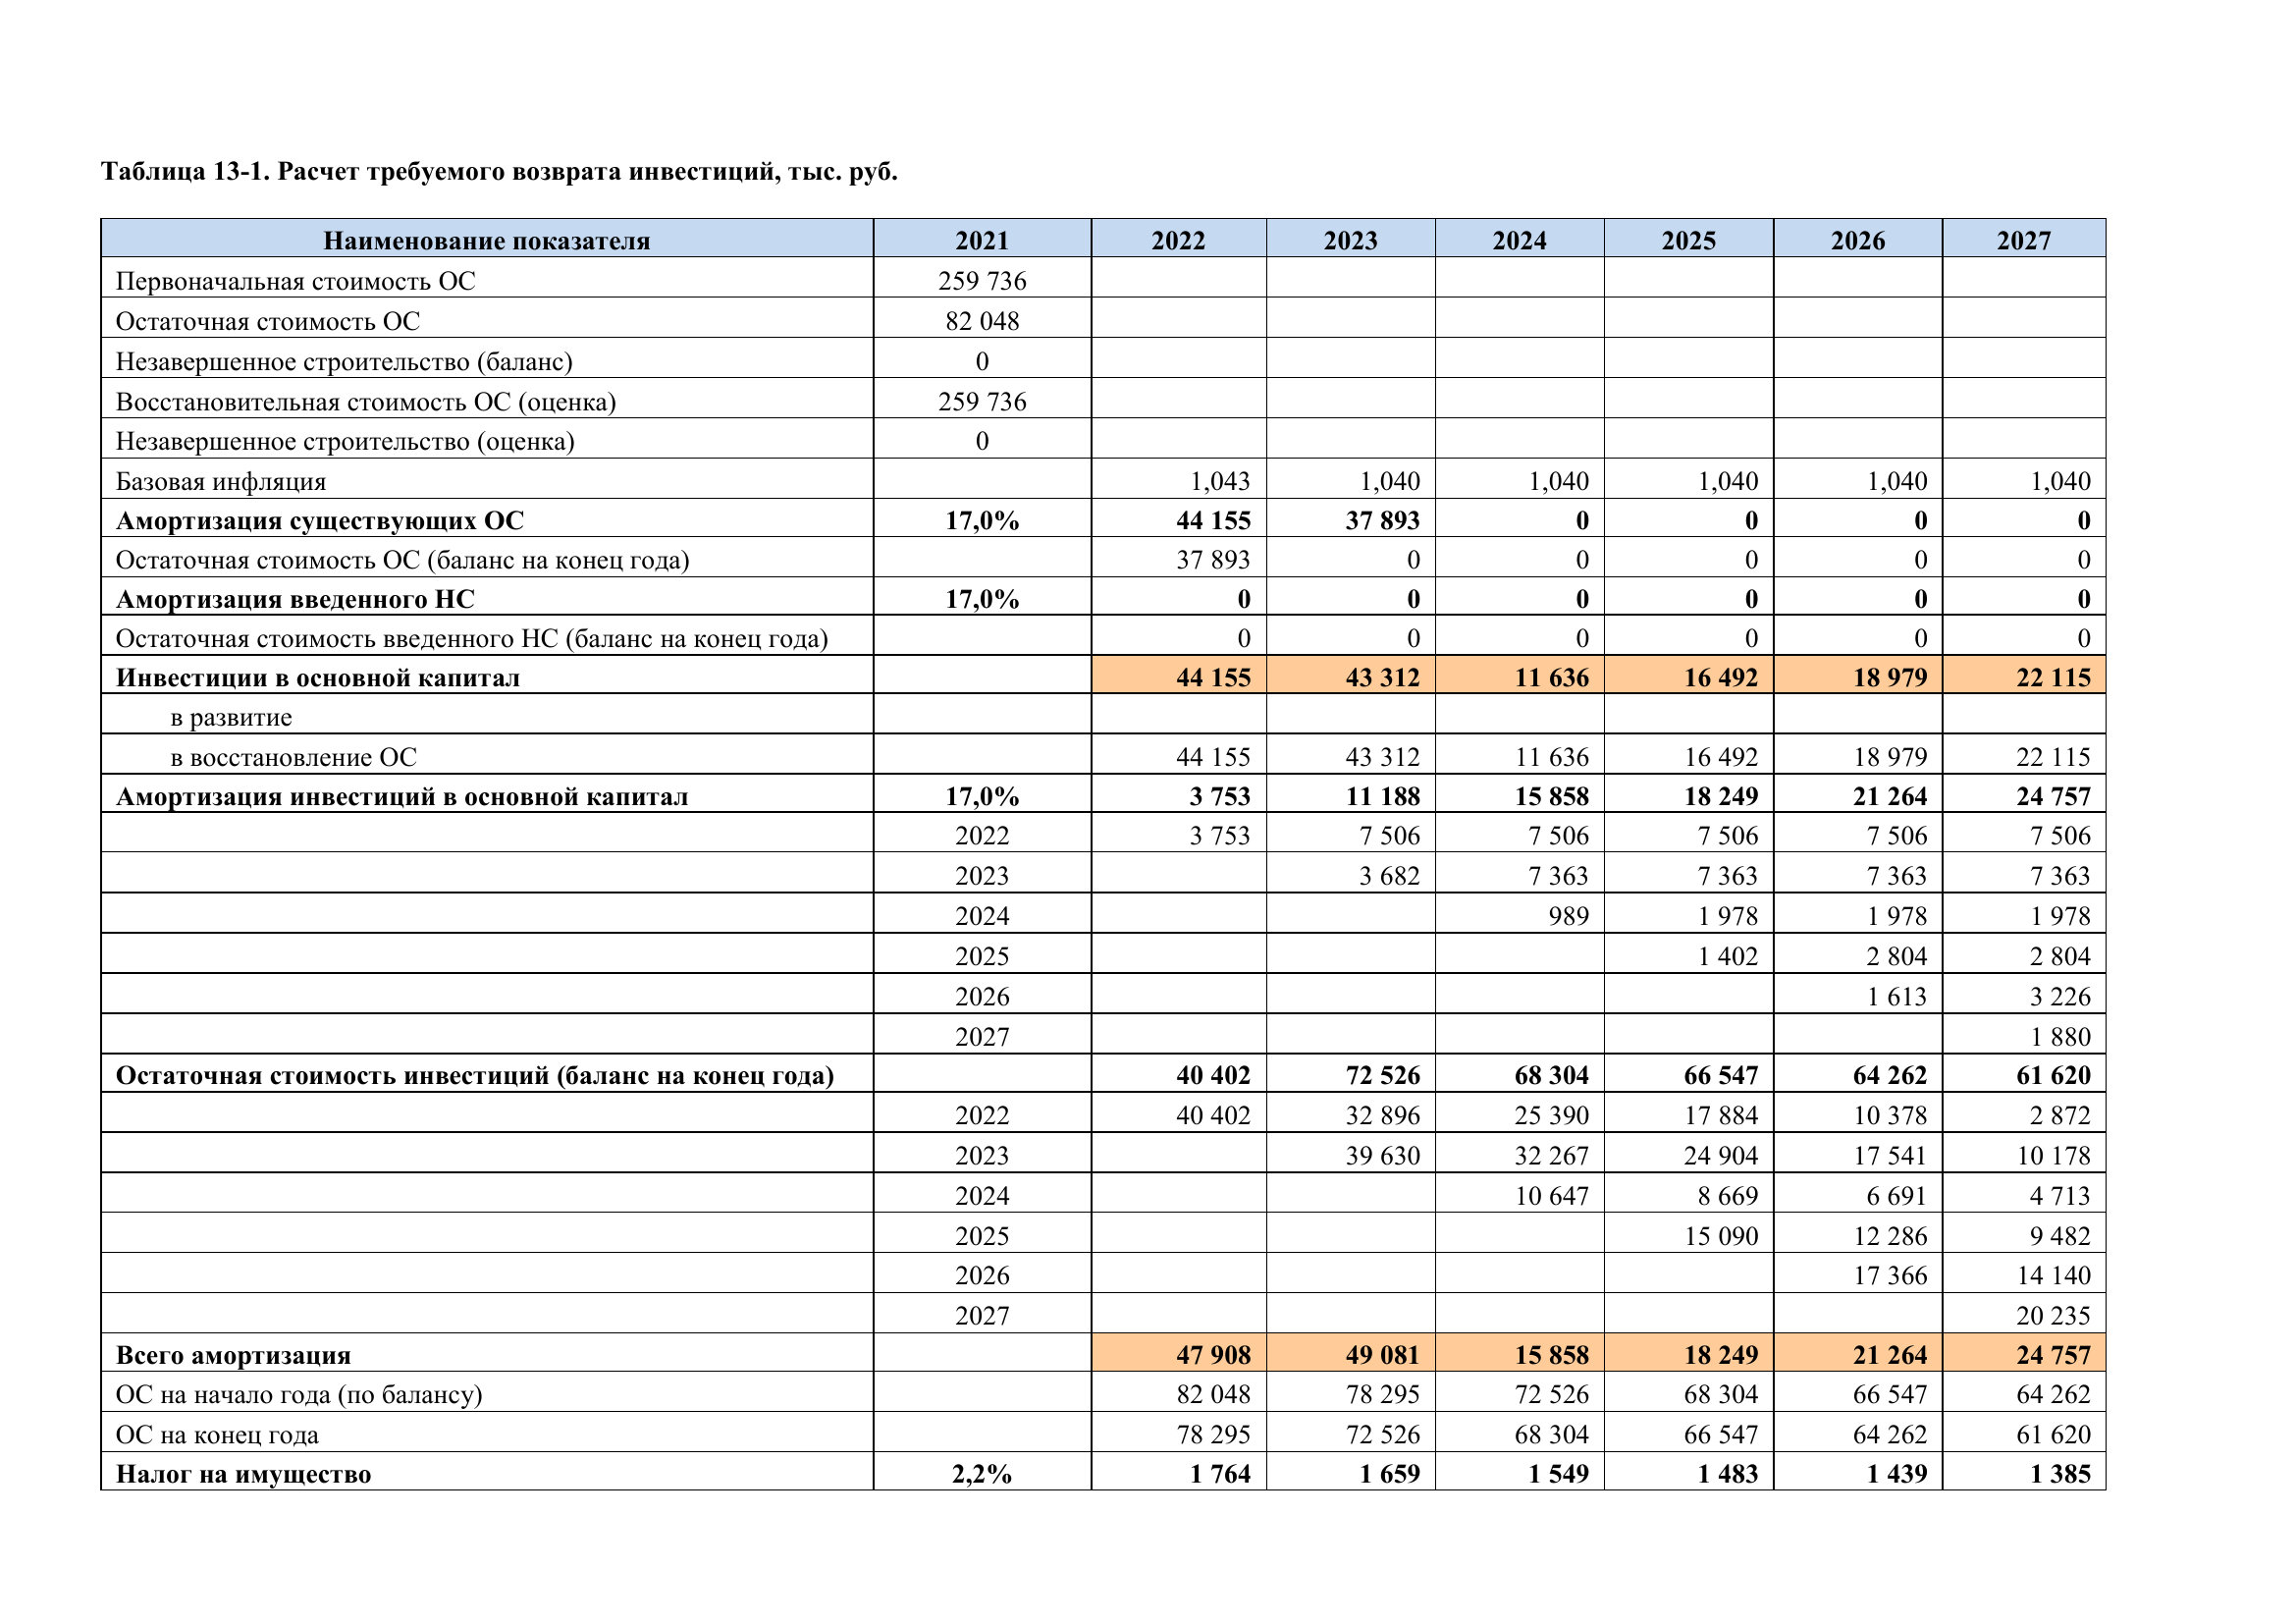 Таблица 13-1. Расчет требуемого возврата инвестиций, тыс. руб.
Наименование показателя 2021 2022 2023 2024 2025 2026 2027
Первоначальная стоимость ОС 259 736
Остаточная стоимость ОС 82 048
Незавершенное строительство (баланс) 0
Восстановительная стоимость ОС (оценка) 259 736
Незавершенное строительство (оценка) 0
Базовая инфляция 1,043 1,040 1,040 1,040 1,040 1,040
Амортизация существующих ОС 17,0% 44 155 37 893 0 0 0 0
Остаточная стоимость ОС (баланс на конец года) 37 893 0 0 0 0 0
Амортизация введенного НС 17,0% 0 0 0 0 0 0
Остаточная стоимость введенного НС (баланс на конец года) 0 0 0 0 0 0
Инвестиции в основной капитал 44 155 43 312 11 636 16 492 18 979 22 115
в развитие
в восстановление ОС 44 155 43 312 11 636 16 492 18 979 22 115
Амортизация инвестиций в основной капитал 17,0% 3 753 11 188 15 858 18 249 21 264 24 757
2022 3 753 7 506 7 506 7 506 7 506 7 506
2023 3 682 7 363 7 363 7 363 7 363
2024 989 1 978 1 978 1 978
2025 1 402 2 804 2 804
2026 1 613 3 226
2027 1 880
Остаточная стоимость инвестиций (баланс на конец года) 40 402 72 526 68 304 66 547 64 262 61 620
2022 40 402 32 896 25 390 17 884 10 378 2 872
2023 39 630 32 267 24 904 17 541 10 178
2024 10 647 8 669 6 691 4 713
2025 15 090 12 286 9 482
2026 17 366 14 140
2027 20 235
Всего амортизация 47 908 49 081 15 858 18 249 21 264 24 757
ОС на начало года (по балансу) 82 048 78 295 72 526 68 304 66 547 64 262
ОС на конец года 78 295 72 526 68 304 66 547 64 262 61 620
Налог на имущество 2,2% 1 764 1 659 1 549 1 483 1 439 1 385